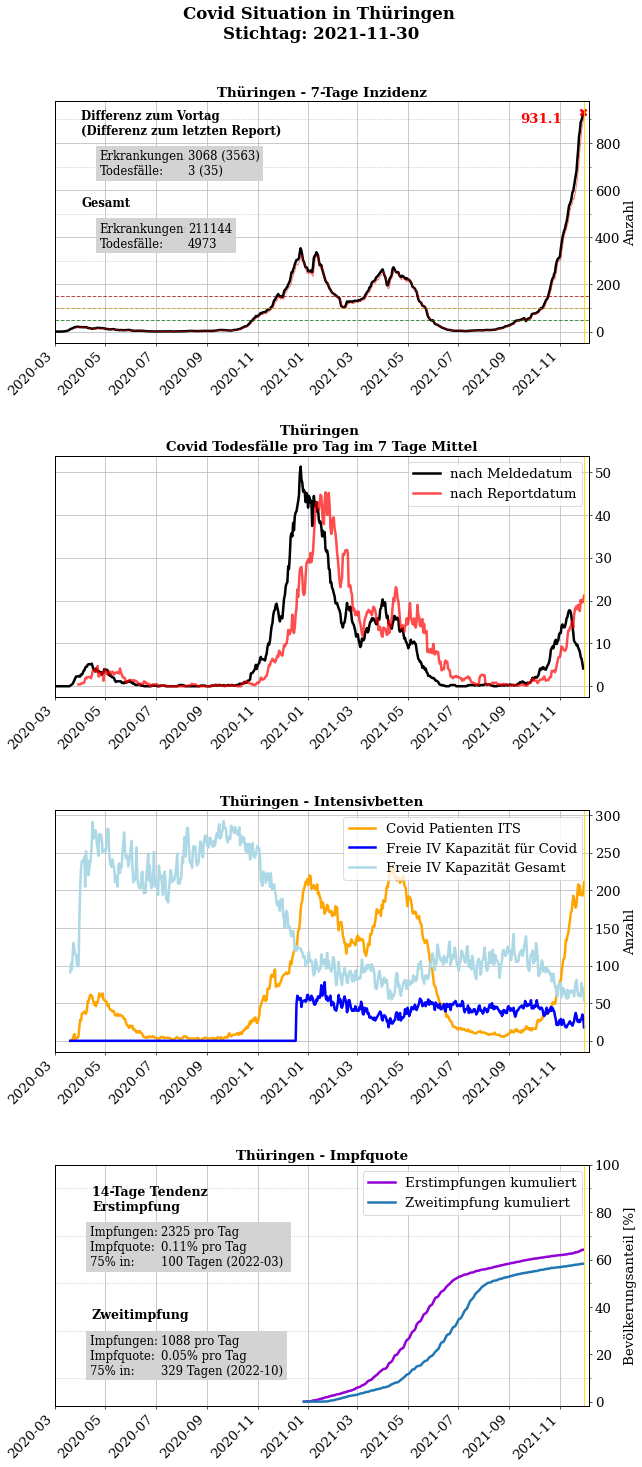 Covid Situation in Thüringen
Stichtag: 2021-11-30
Thüringen - 7-Tage Inzidenz
Differenz zum Vortag
(Differenz zum letzten Report)
Erkrankungen 3068 (3563)
Todesfälle: 3 (35)
Gesamt
Erkrankungen 211144
Todesfälle: 4973
931.1
800
600
400
200
0
Anzahl
2020-03
2020-05
2020-07
2020-09
2020-11
2021-01
2021-03
2021-05
2021-07
2021-09
2021-11
Thüringen
Covid Todesfälle pro Tag im 7 Tage Mittel
nach Meldedatum
nach Reportdatum
50
40
30
20
10
0
2020-03
2020-05
2020-07
2020-09
2020-11
2021-01
2021-03
2021-05
2021-07
2021-09
2021-11
Thüringen - Intensivbetten
Covid Patienten ITS
Freie IV Kapazität für Covid
Freie IV Kapazität Gesamt
300
250
200
150
100
50
0
Anzahl
2020-03
2020-05
2020-07
2020-09
2020-11
2021-01
2021-03
2021-05
2021-07
2021-09
2021-11
Thüringen - Impfquote
14-Tage Tendenz
Erstimpfung
Impfungen: 2325 pro Tag
Impfquote: 0.11% pro Tag
75% in: 100 Tagen (2022-03)
Zweitimpfung
Impfungen: 1088 pro Tag
Impfquote: 0.05% pro Tag
75% in: 329 Tagen (2022-10)
Erstimpfungen kumuliert
Zweitimpfung kumuliert
100
80
60
40
20
0
Bevölkerungsanteil [%]
2020-03
2020-05
2020-07
2020-09
2020-11
2021-01
2021-03
2021-05
2021-07
2021-09
2021-11